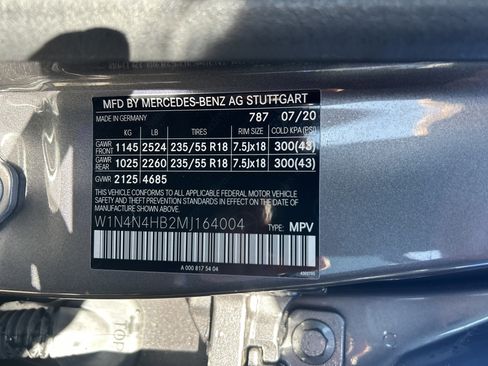 MFD BY MERCEDES-BENZ AG STUTTGART
MADE IN GERMANY 787 07/20
KG LB TIRES RIM SIZE COLD KPA (PSI)
GAWR FRONT 1145 2524 235/55 R18 7.5Jx18 300(43)
GAWR REAR 1025 2260 235/55 R18 7.5Jx18 300(43)
GVWR 2125 4685
THIS VEHICLE CONFORMS TO ALL APPLICABLE FEDERAL MOTOR VEHICLE
SAFETY AND THEFT PREVENTION STANDARDS IN EFFECT ON THE DATE OF
MANUFACTURE SHOWN ABOVE.
W1N4N4HB2MJ164004 TYPE: MPV
A 000 817 54 04
TOP